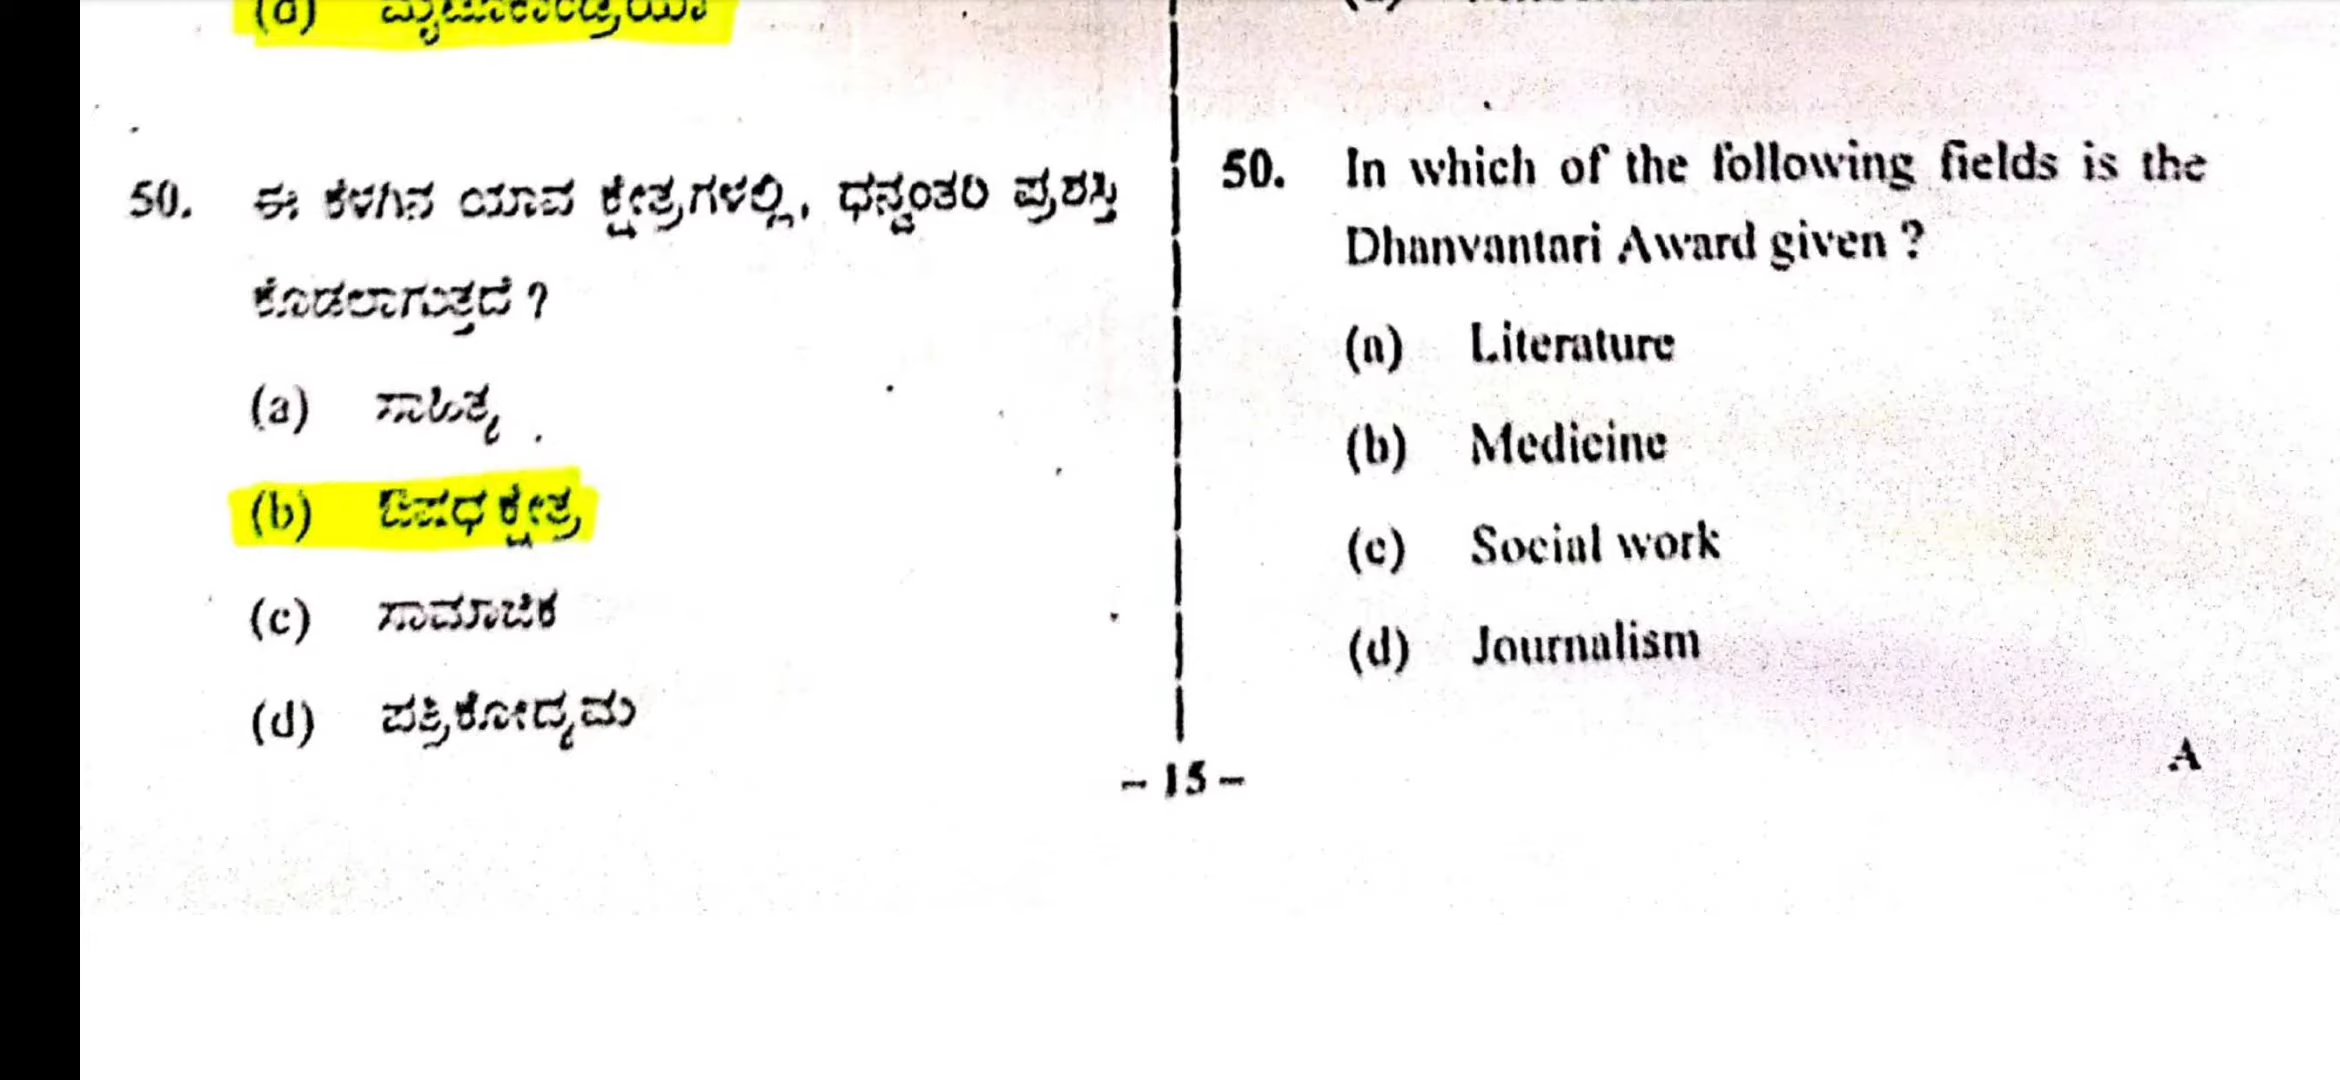 50. ಈ ಕೆಳಗಿನ ಯಾವ ಕ್ಷೇತ್ರಗಳಲ್ಲಿ, ಧನ್ವಂತರಿ ಪ್ರಶಸ್ತಿ
ಕೊಡಲಾಗುತ್ತದೆ ?
(a) ಸಾಹಿತ್ಯ
(b) ಔಷಧ ಕ್ಷೇತ್ರ
(c) ಸಾಮಾಜಿಕ
(d) ಪತ್ರಿಕೋದ್ಯಮ
50. In which of the following fields is the
Dhanvantari Award given ?
(a) Literature
(b) Medicine
(c) Social work
(d) Journalism
A
– 15 –